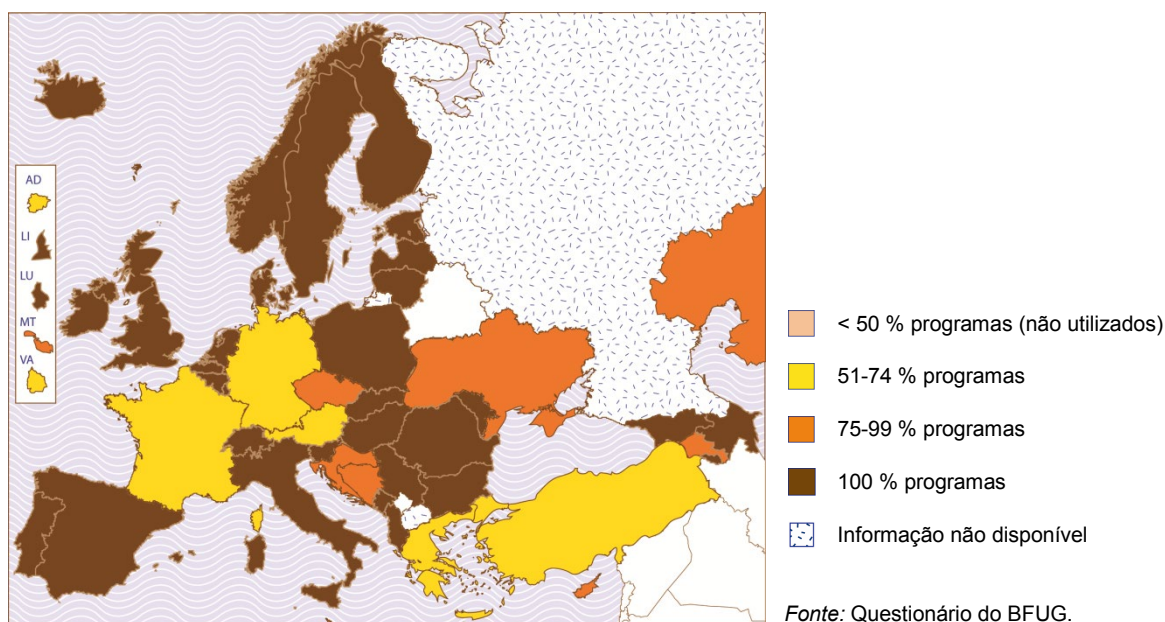 AD
LI
LU
MT
VA
< 50 % programas (não utilizados)
51-74 % programas
75-99 % programas
100 % programas
Informação não disponível
Fonte: Questionário do BFUG.